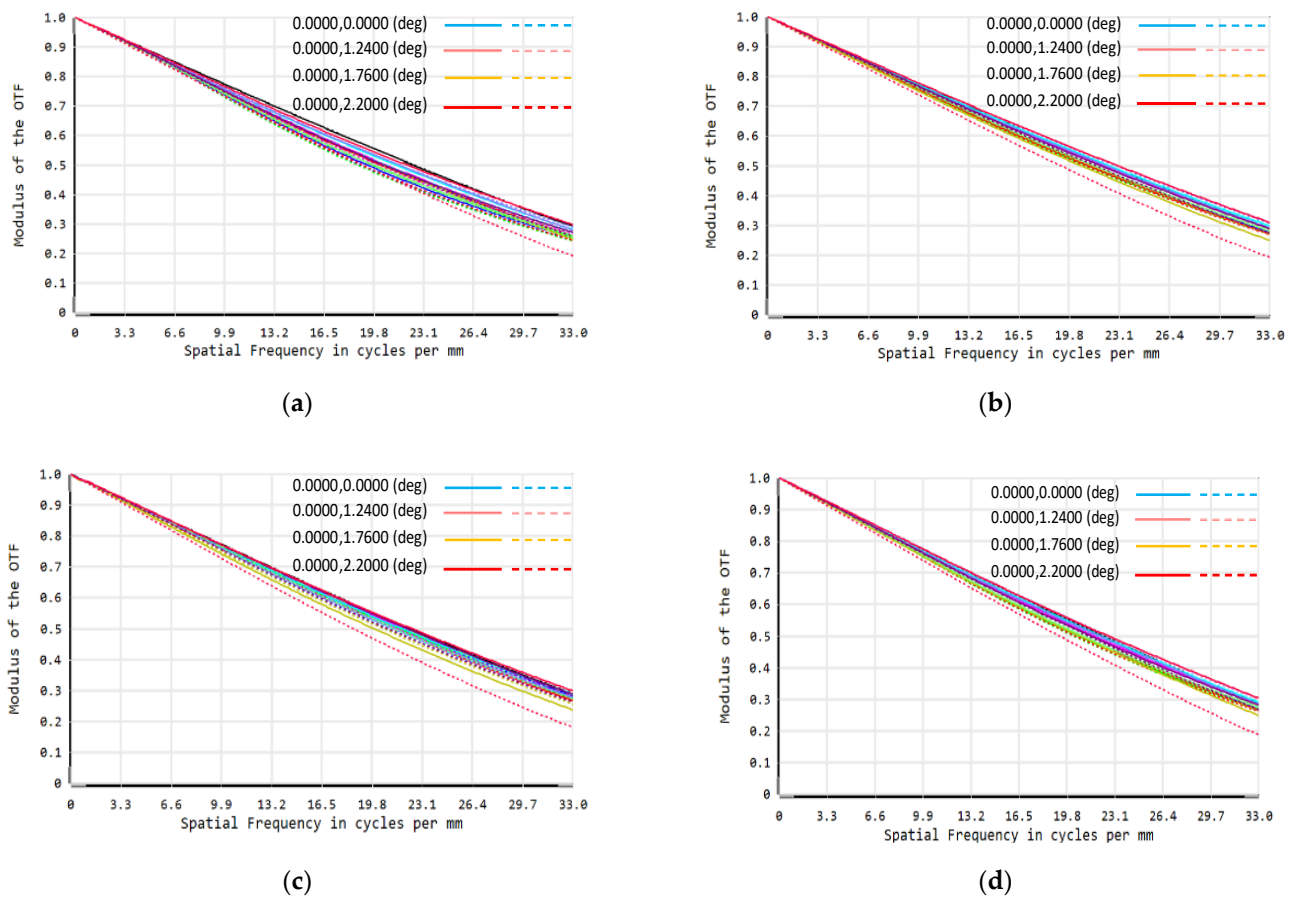 0.0000,0.0000 (deg)
0.0000,1.2400 (deg)
0.0000,1.7600 (deg)
0.0000,2.2000 (deg)
Modulus of the OTF
1.0
0.9
0.8
0.7
0.6
0.5
0.4
0.3
0.2
0.1
0
0 3.3 6.6 9.9 13.2 16.5 19.8 23.1 26.4 29.7 33.0
Spatial Frequency in cycles per mm
(a)
0.0000,0.0000 (deg)
0.0000,1.2400 (deg)
0.0000,1.7600 (deg)
0.0000,2.2000 (deg)
Modulus of the OTF
1.0
0.9
0.8
0.7
0.6
0.5
0.4
0.3
0.2
0.1
0
0 3.3 6.6 9.9 13.2 16.5 19.8 23.1 26.4 29.7 33.0
Spatial Frequency in cycles per mm
(b)
0.0000,0.0000 (deg)
0.0000,1.2400 (deg)
0.0000,1.7600 (deg)
0.0000,2.2000 (deg)
Modulus of the OTF
1.0
0.9
0.8
0.7
0.6
0.5
0.4
0.3
0.2
0.1
0
0 3.3 6.6 9.9 13.2 16.5 19.8 23.1 26.4 29.7 33.0
Spatial Frequency in cycles per mm
(c)
0.0000,0.0000 (deg)
0.0000,1.2400 (deg)
0.0000,1.7600 (deg)
0.0000,2.2000 (deg)
Modulus of the OTF
1.0
0.9
0.8
0.7
0.6
0.5
0.4
0.3
0.2
0.1
0
0 3.3 6.6 9.9 13.2 16.5 19.8 23.1 26.4 29.7 33.0
Spatial Frequency in cycles per mm
(d)